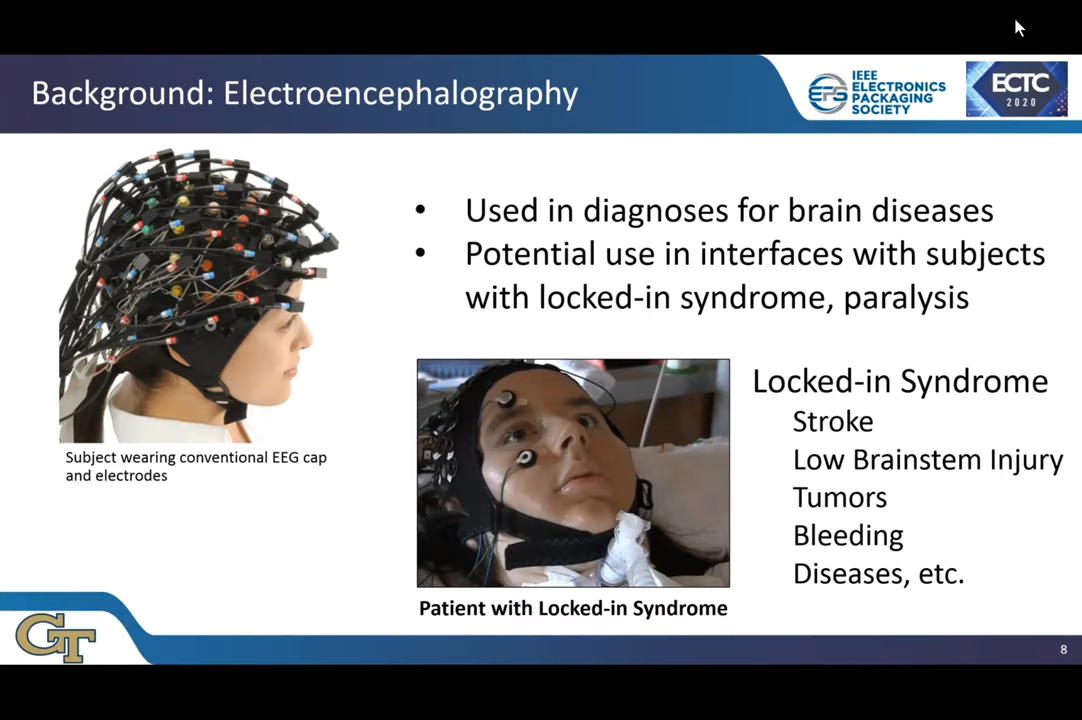 Background: Electroencephalography
IEEE
ELECTRONICS
PACKAGING
SOCIETY
EPS
ECTC
2020
• Used in diagnoses for brain diseases
• Potential use in interfaces with subjects
with locked-in syndrome, paralysis
Subject wearing conventional EEG cap
and electrodes
Patient with Locked-in Syndrome
Locked-in Syndrome
Stroke
Low Brainstem Injury
Tumors
Bleeding
Diseases, etc.
GT
8